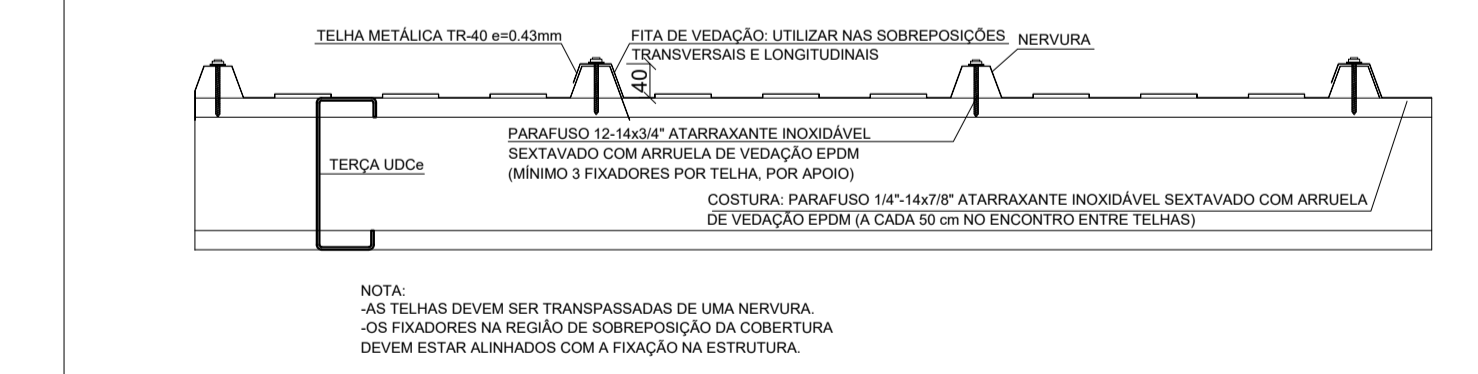 TELHA METÁLICA TR-40 e=0.43mm
FITA DE VEDAÇÃO: UTILIZAR NAS SOBREPOSIÇÕES
TRANSVERSAIS E LONGITUDINAIS
NERVURA
40
PARAFUSO 12-14x3/4" ATARRAXANTE INOXIDÁVEL
SEXTAVADO COM ARRUELA DE VEDAÇÃO EPDM
(MÍNIMO 3 FIXADORES POR TELHA, POR APOIO)
TERÇA UDCe
COSTURA: PARAFUSO 1/4"-14x7/8" ATARRAXANTE INOXIDÁVEL SEXTAVADO COM ARRUELA
DE VEDAÇÃO EPDM (A CADA 50 cm NO ENCONTRO ENTRE TELHAS)
NOTA:
-AS TELHAS DEVEM SER TRANSPASSADAS DE UMA NERVURA.
-OS FIXADORES NA REGIÂO DE SOBREPOSIÇÃO DA COBERTURA
DEVEM ESTAR ALINHADOS COM A FIXAÇÃO NA ESTRUTURA.